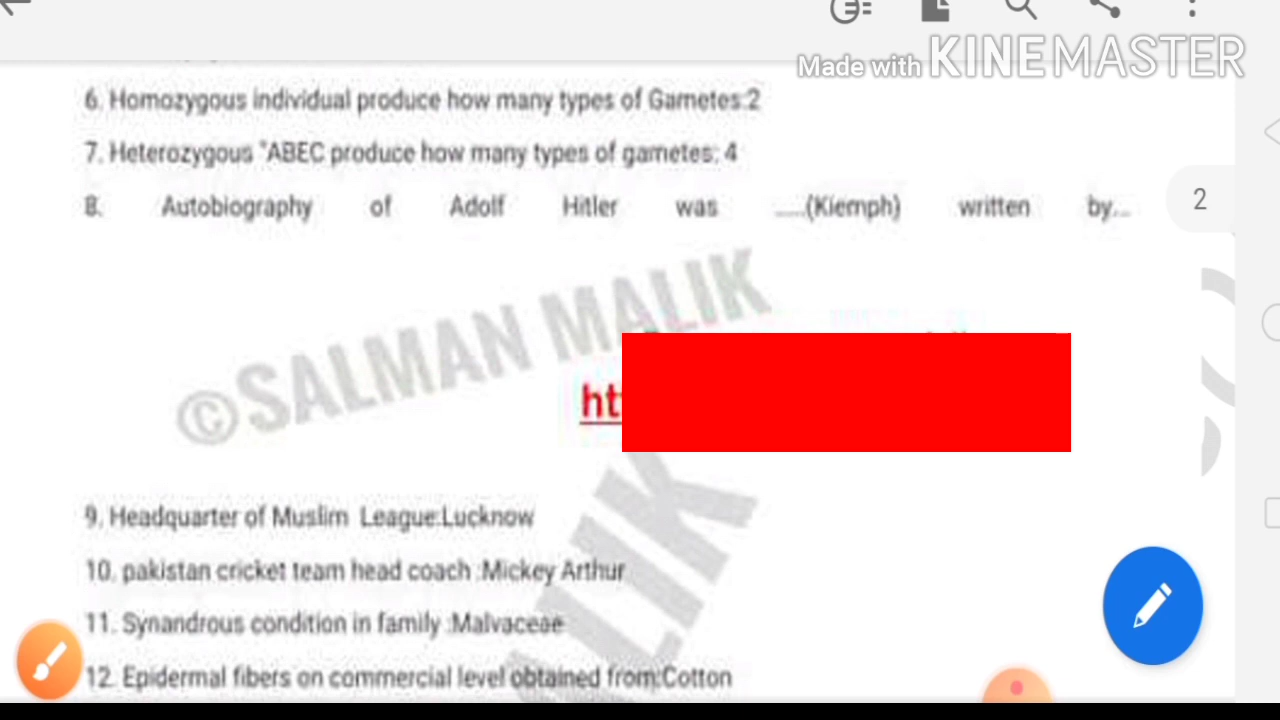 Made with KINEMASTER
6. Homozygous individual produce how many types of Gametes:2
7. Heterozygous "ABEC produce how many types of gametes: 4
8. Autobiography of Adolf Hitler was .....(Kiemph) written by...
2
©SALMAN MALIK
ht
9. Headquarter of Muslim League:Lucknow
10. pakistan cricket team head coach :Mickey Arthur
11. Synandrous condition in family :Malvaceae
12. Epidermal fibers on commercial level obtained from:Cotton
ALIK